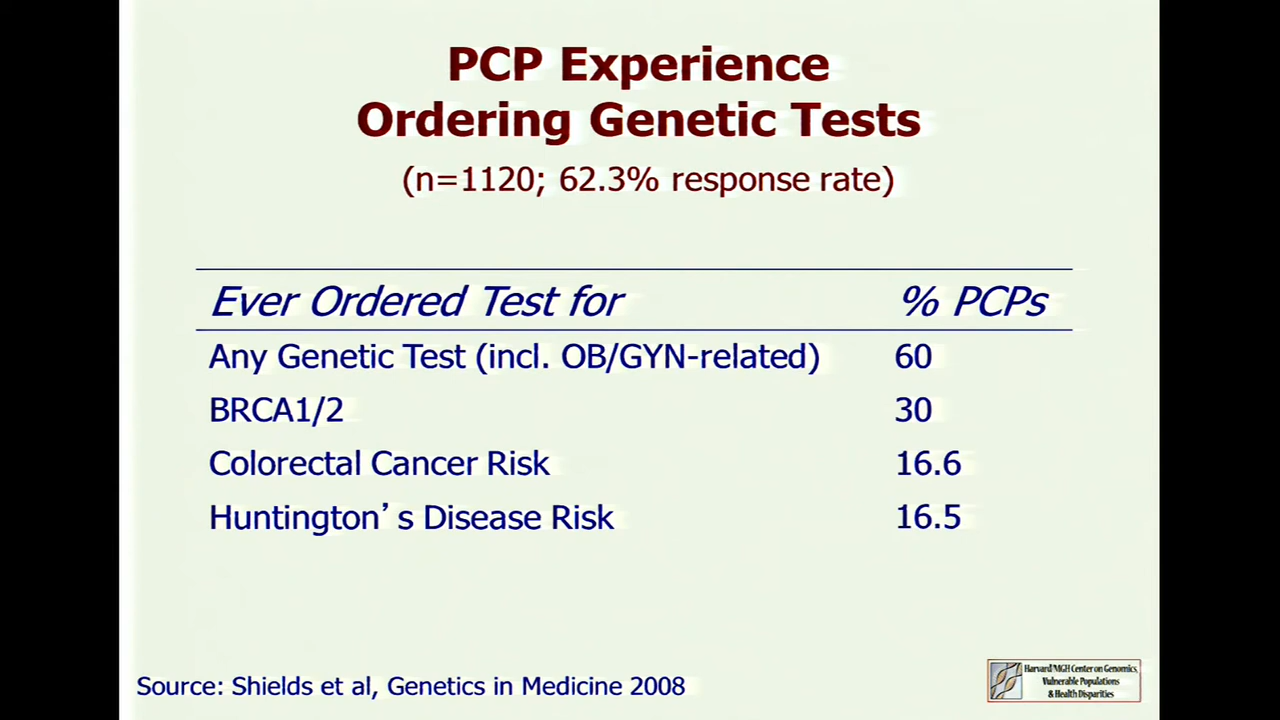 PCP Experience
Ordering Genetic Tests
(n=1120; 62.3% response rate)
Ever Ordered Test for % PCPs
Any Genetic Test (incl. OB/GYN-related) 60
BRCA1/2 30
Colorectal Cancer Risk 16.6
Huntington’s Disease Risk 16.5
Source: Shields et al, Genetics in Medicine 2008
Harvard/MGH Center on Genomics,
Vulnerable Populations
& Health Disparities